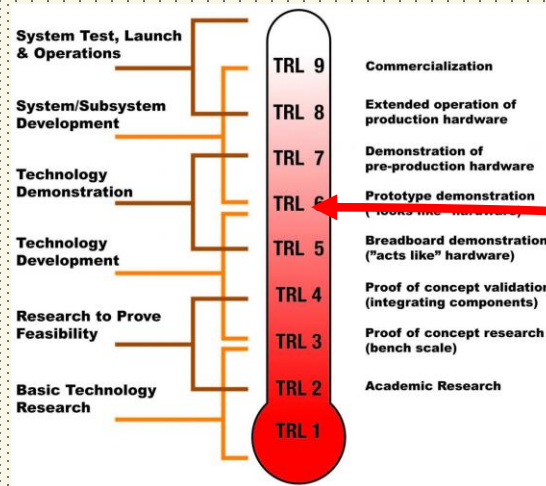 System Test, Launch
& Operations
System/Subsystem
Development
Technology
Demonstration
Technology
Development
Research to Prove
Feasibility
Basic Technology
Research
TRL 9
TRL 8
TRL 7
TRL 6
TRL 5
TRL 4
TRL 3
TRL 2
TRL 1
Commercialization
Extended operation of
production hardware
Demonstration of
pre-production hardware
Prototype demonstration
("looks like" hardware)
Breadboard demonstration
("acts like" hardware)
Proof of concept validation
(integrating components)
Proof of concept research
(bench scale)
Academic Research